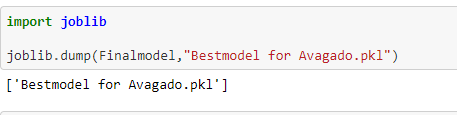 import joblib
joblib.dump(Finalmodel,"Bestmodel for Avagado.pkl")
['Bestmodel for Avagado.pkl']